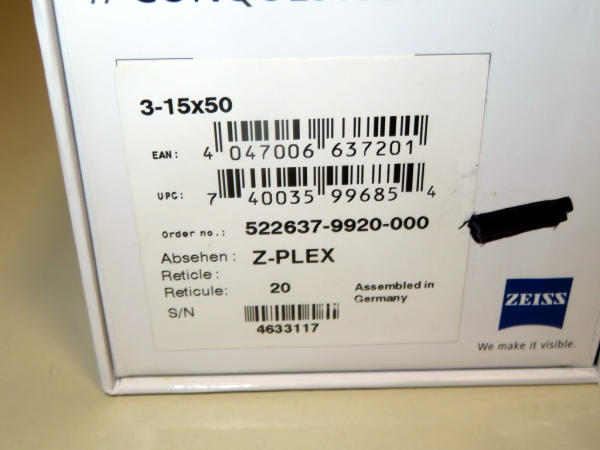 3-15x50
EAN: 4 047006 637201
UPC: 7 40035 99685 4
Order no.: 522637-9920-000
Absehen: Z-PLEX
Reticle:
Reticule: 20 Assembled in
Germany
S/N
4633117
ZEISS
We make it visible.